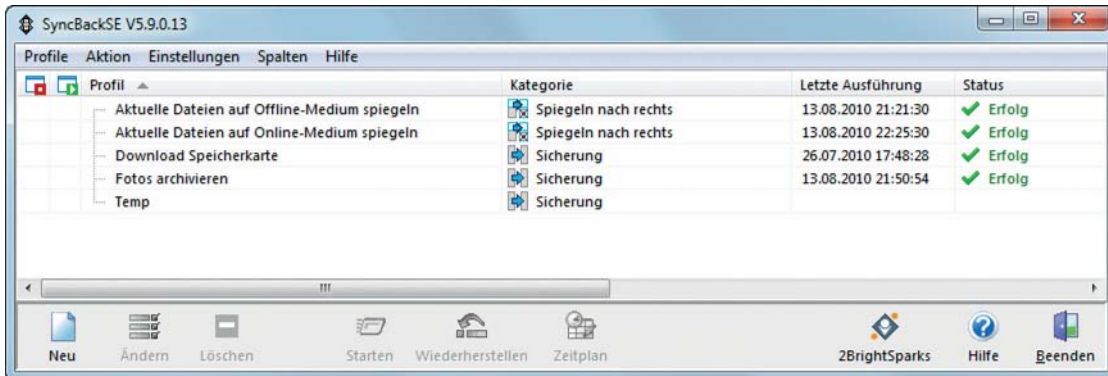 SyncBackSE V5.9.0.13
Profile Aktion Einstellungen Spalten Hilfe
Profil Kategorie Letzte Ausführung Status
Aktuelle Dateien auf Offline-Medium spiegeln Spiegeln nach rechts 13.08.2010 21:21:30 Erfolg
Aktuelle Dateien auf Online-Medium spiegeln Spiegeln nach rechts 13.08.2010 22:25:30 Erfolg
Download Speicherkarte Sicherung 26.07.2010 17:48:28 Erfolg
Fotos archivieren Sicherung 13.08.2010 21:50:54 Erfolg
Temp Sicherung
Neu Ändern Löschen Starten Wiederherstellen Zeitplan 2BrightSparks Hilfe Beenden